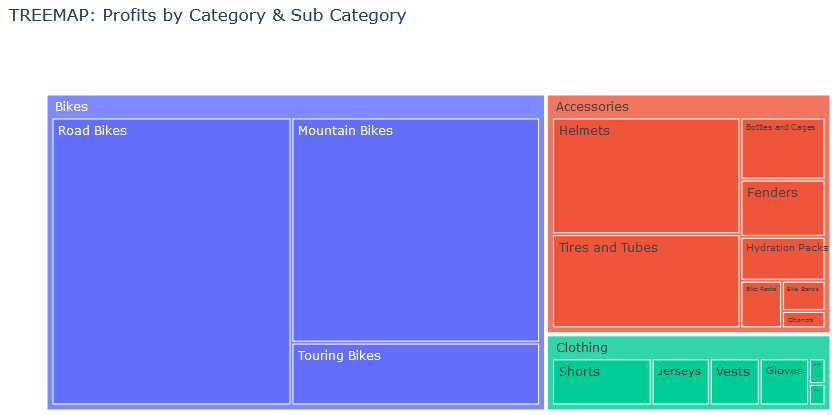 TREEMAP: Profits by Category & Sub Category
Bikes
Road Bikes
Mountain Bikes
Touring Bikes
Accessories
Helmets
Bottles and Cages
Fenders
Tires and Tubes
Hydration Packs
Bike Racks
Bike Stands
Cleaners
Clothing
Shorts
Jerseys
Vests
Gloves